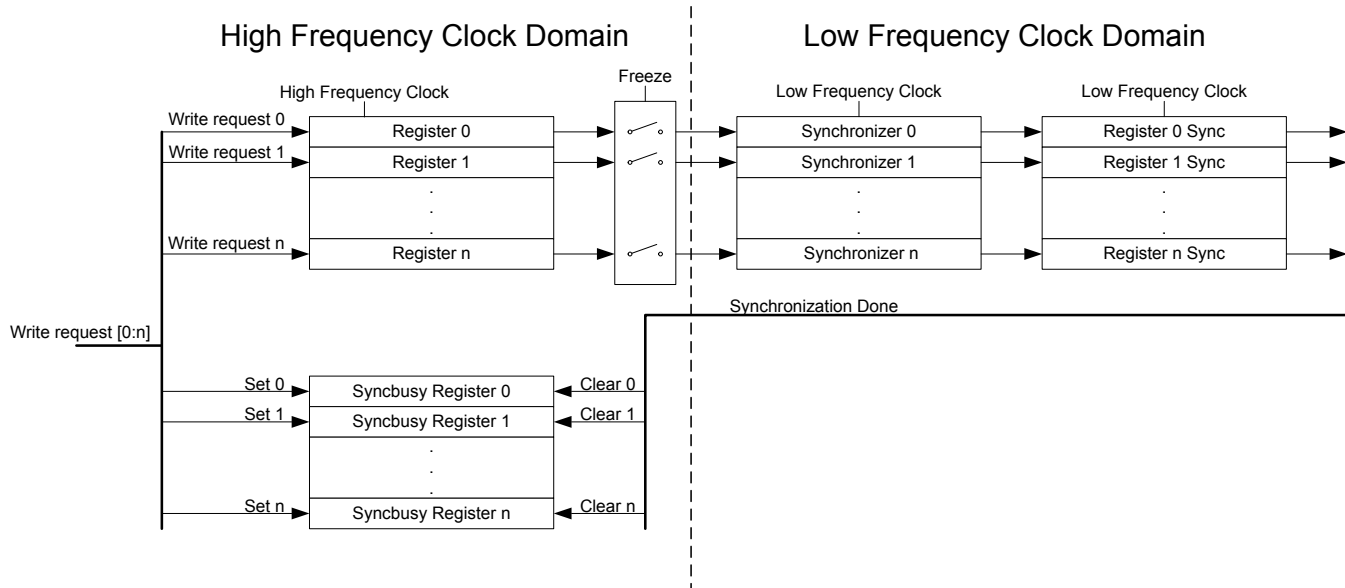 High Frequency Clock Domain
Low Frequency Clock Domain
Freeze
High Frequency Clock
Low Frequency Clock
Low Frequency Clock
Write request 0
Register 0
Synchronizer 0
Register 0 Sync
Write request 1
Register 1
Synchronizer 1
Register 1 Sync
.
.
.
.
.
.
.
.
.
Write request n
Register n
Synchronizer n
Register n Sync
Synchronization Done
Write request [0:n]
Set 0
Syncbusy Register 0
Clear 0
Set 1
Syncbusy Register 1
Clear 1
.
.
.
Set n
Syncbusy Register n
Clear n